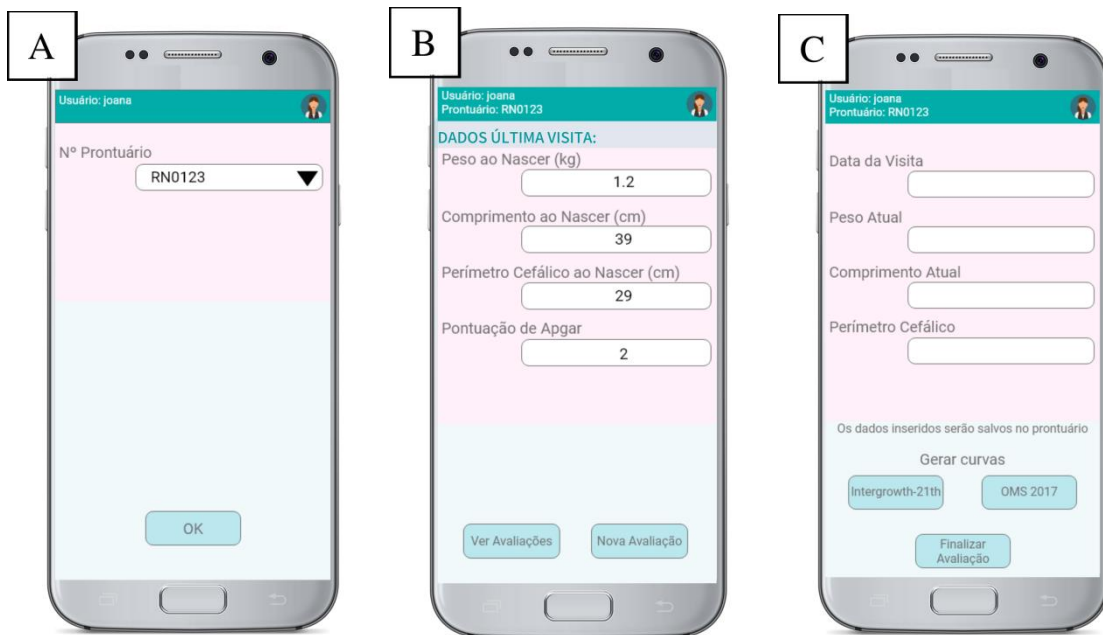 A
Usuário: joana
Nº Prontuário
RN0123
OK
B
Usuário: joana
Prontuário: RN0123
DADOS ÚLTIMA VISITA:
Peso ao Nascer (kg)
1.2
Comprimento ao Nascer (cm)
39
Perímetro Cefálico ao Nascer (cm)
29
Pontuação de Apgar
2
Ver Avaliações
Nova Avaliação
C
Usuário: joana
Prontuário: RN0123
Data da Visita
Peso Atual
Comprimento Atual
Perímetro Cefálico
Os dados inseridos serão salvos no prontuário
Gerar curvas
Intergrowth-21th
OMS 2017
Finalizar
Avaliação